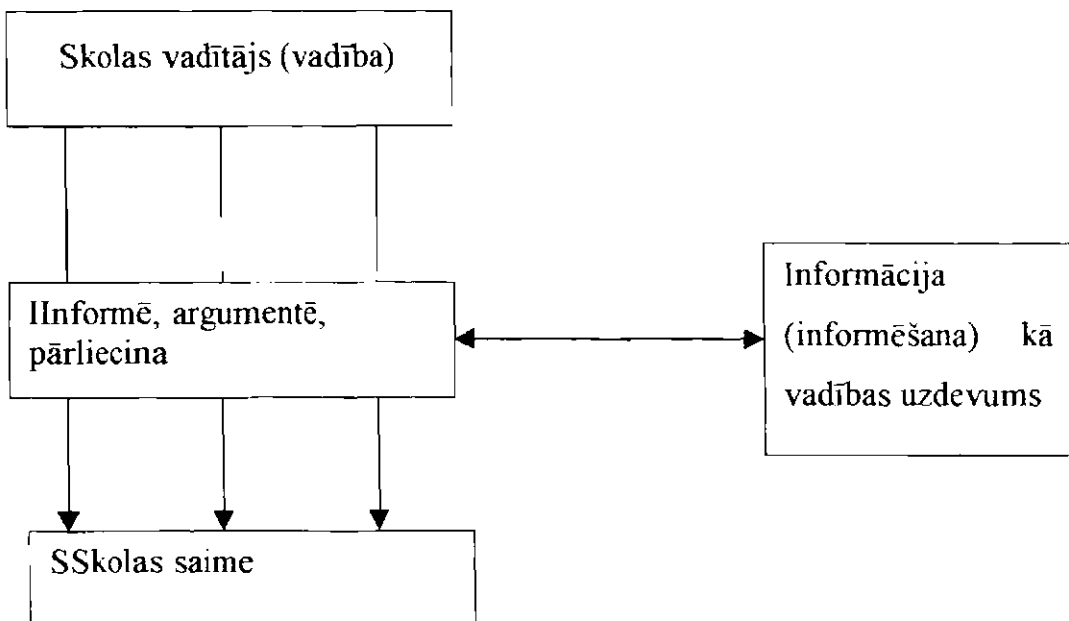 Skolas vadītājs (vadība)
IInformē, argumentē,
pārliecina
Informācija
(informēšana) kā
vadības uzdevums
SSkolas saime